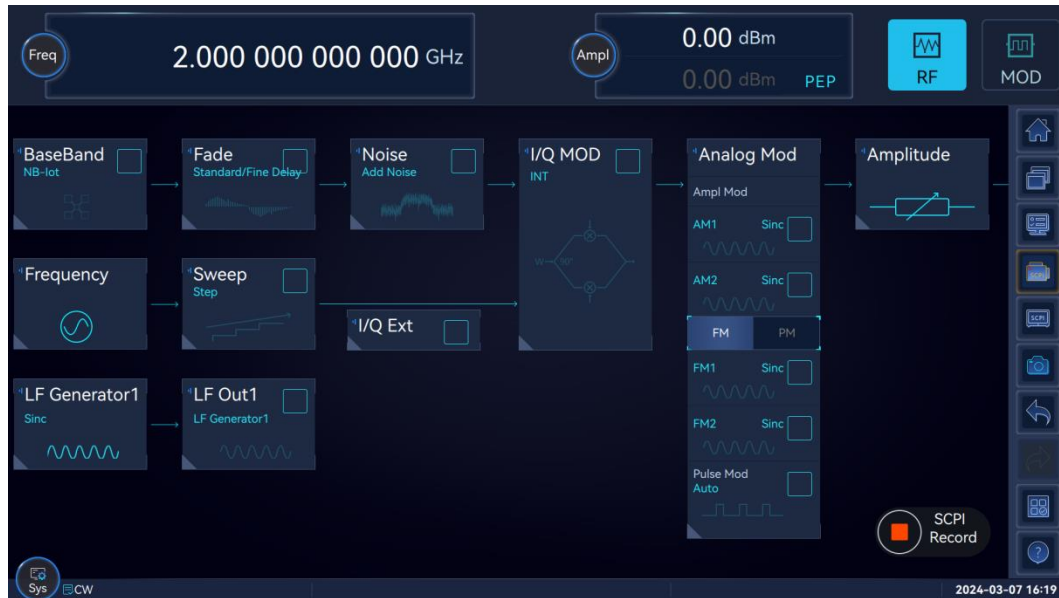 Freq
2.000 000 000 000 GHz
Ampl
0.00 dBm
0.00 dBm PEP
RF
MOD
BaseBand
NB-Iot
Fade
Standard/Fine Delay
Noise
Add Noise
I/Q MOD
INT
W
90°
Analog Mod
Ampl Mod
AM1 Sinc
AM2 Sinc
FM PM
FM1 Sinc
FM2 Sinc
Pulse Mod
Auto
Amplitude
Frequency
Sweep
Step
I/Q Ext
LF Generator1
Sinc
LF Out1
LF Generator1
SCPI
SCPI
SCPI
Record
Sys
CW
2024-03-07 16:19